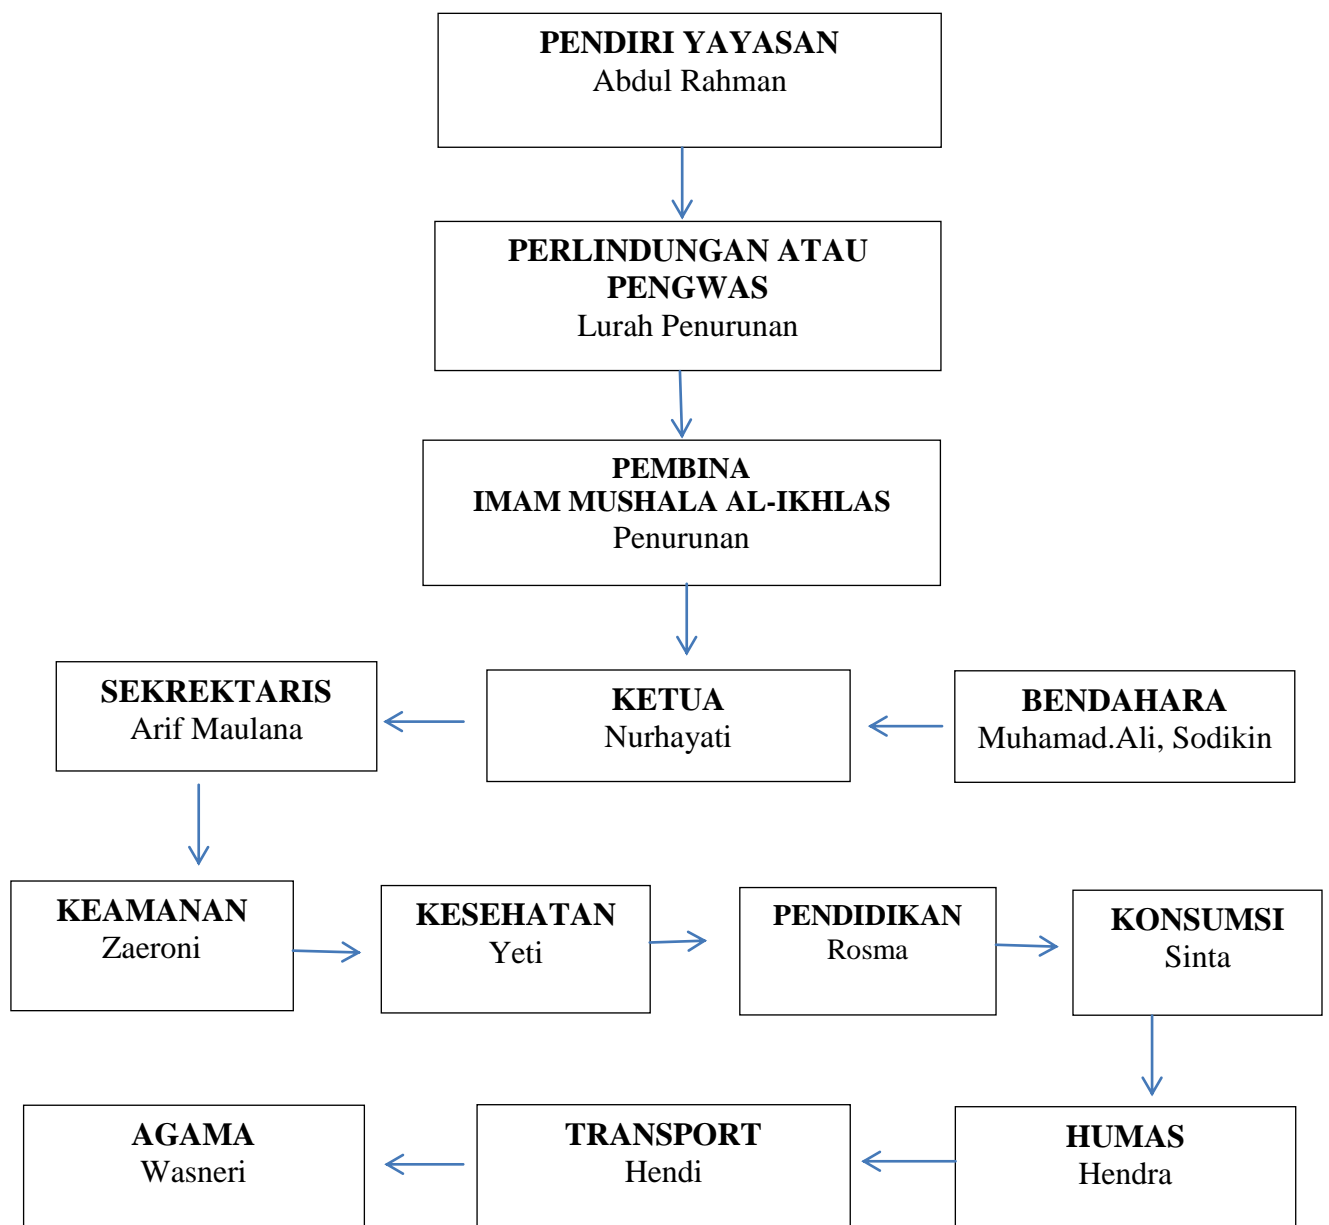 PENDIRI YAYASAN
Abdul Rahman
PERLINDUNGAN ATAU
PENGWAS
Lurah Penurunan
PEMBINA
IMAM MUSHALA AL-IKHLAS
Penurunan
SEKREKTARIS
Arif Maulana
KETUA
Nurhayati
BENDAHARA
Muhamad.Ali, Sodikin
KEAMANAN
Zaeroni
KESEHATAN
Yeti
PENDIDIKAN
Rosma
KONSUMSI
Sinta
AGAMA
Wasneri
TRANSPORT
Hendi
HUMAS
Hendra